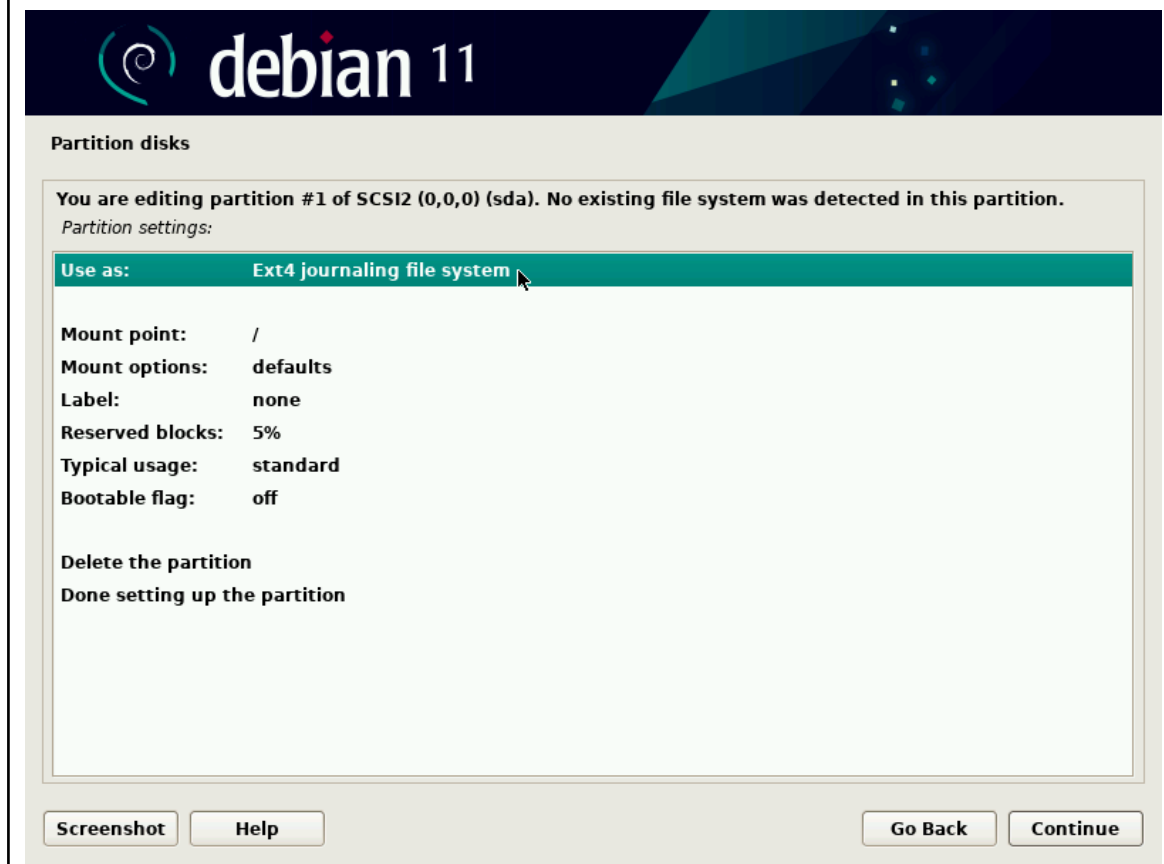 debian 11
Partition disks
You are editing partition #1 of SCSI2 (0,0,0) (sda). No existing file system was detected in this partition.
Partition settings:
Use as: Ext4 journaling file system
Mount point: /
Mount options: defaults
Label: none
Reserved blocks: 5%
Typical usage: standard
Bootable flag: off
Delete the partition
Done setting up the partition
Screenshot Help Go Back Continue